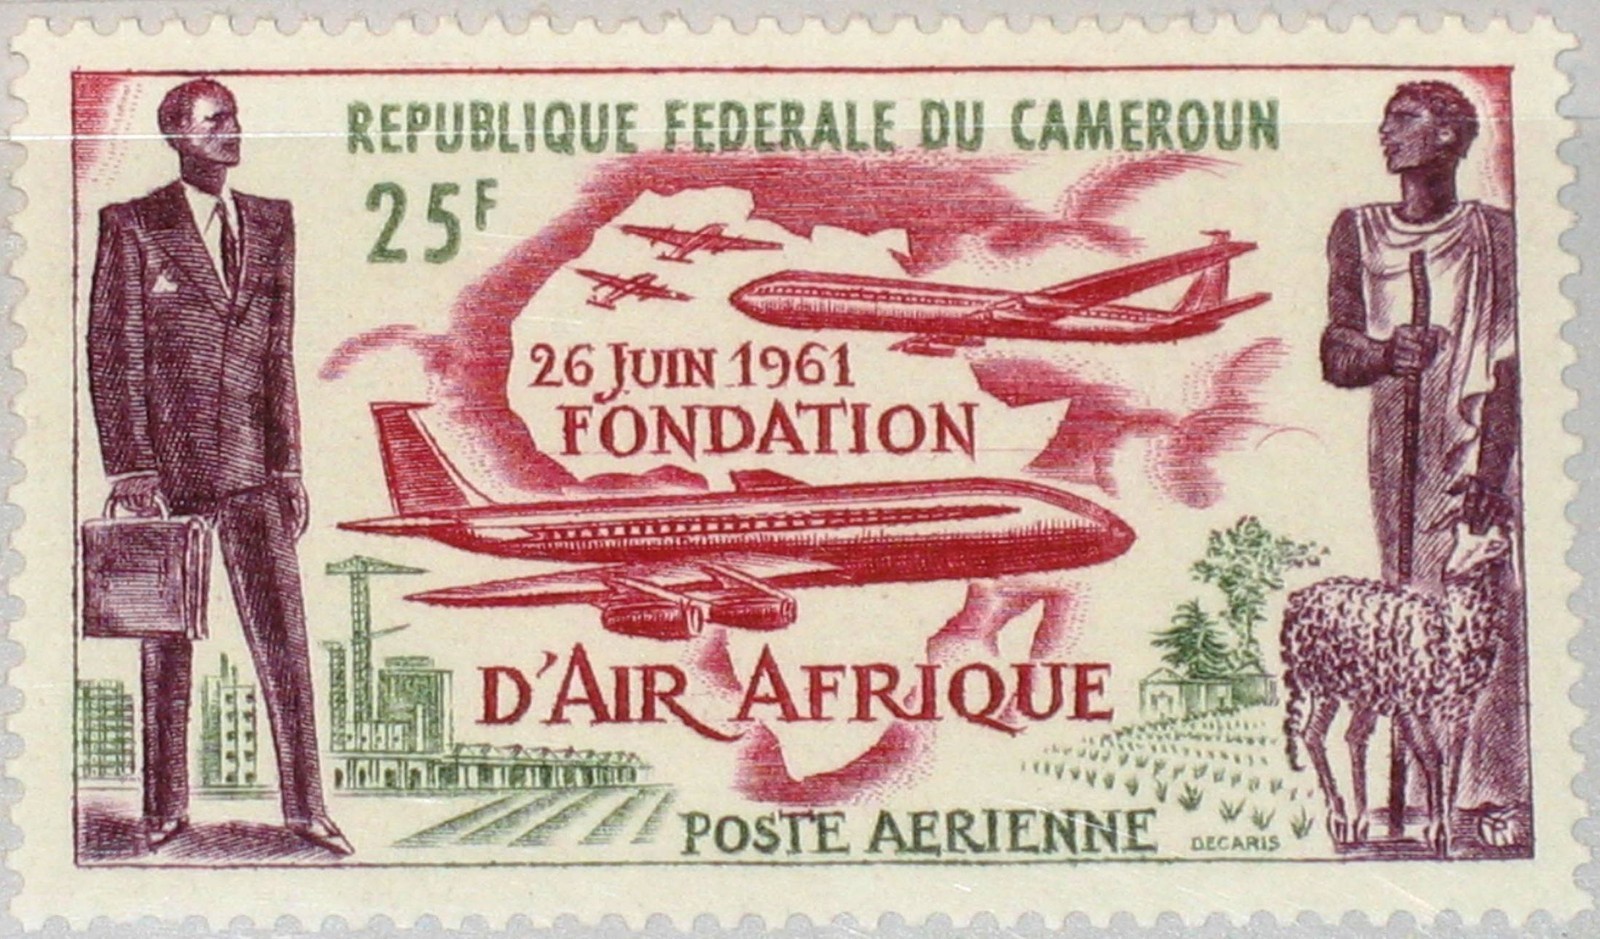 REPUBLIQUE FEDERALE DU CAMEROUN
25F
26 JUIN 1961
FONDATION
D'AIR AFRIQUE
POSTE AERIENNE
DECARIS